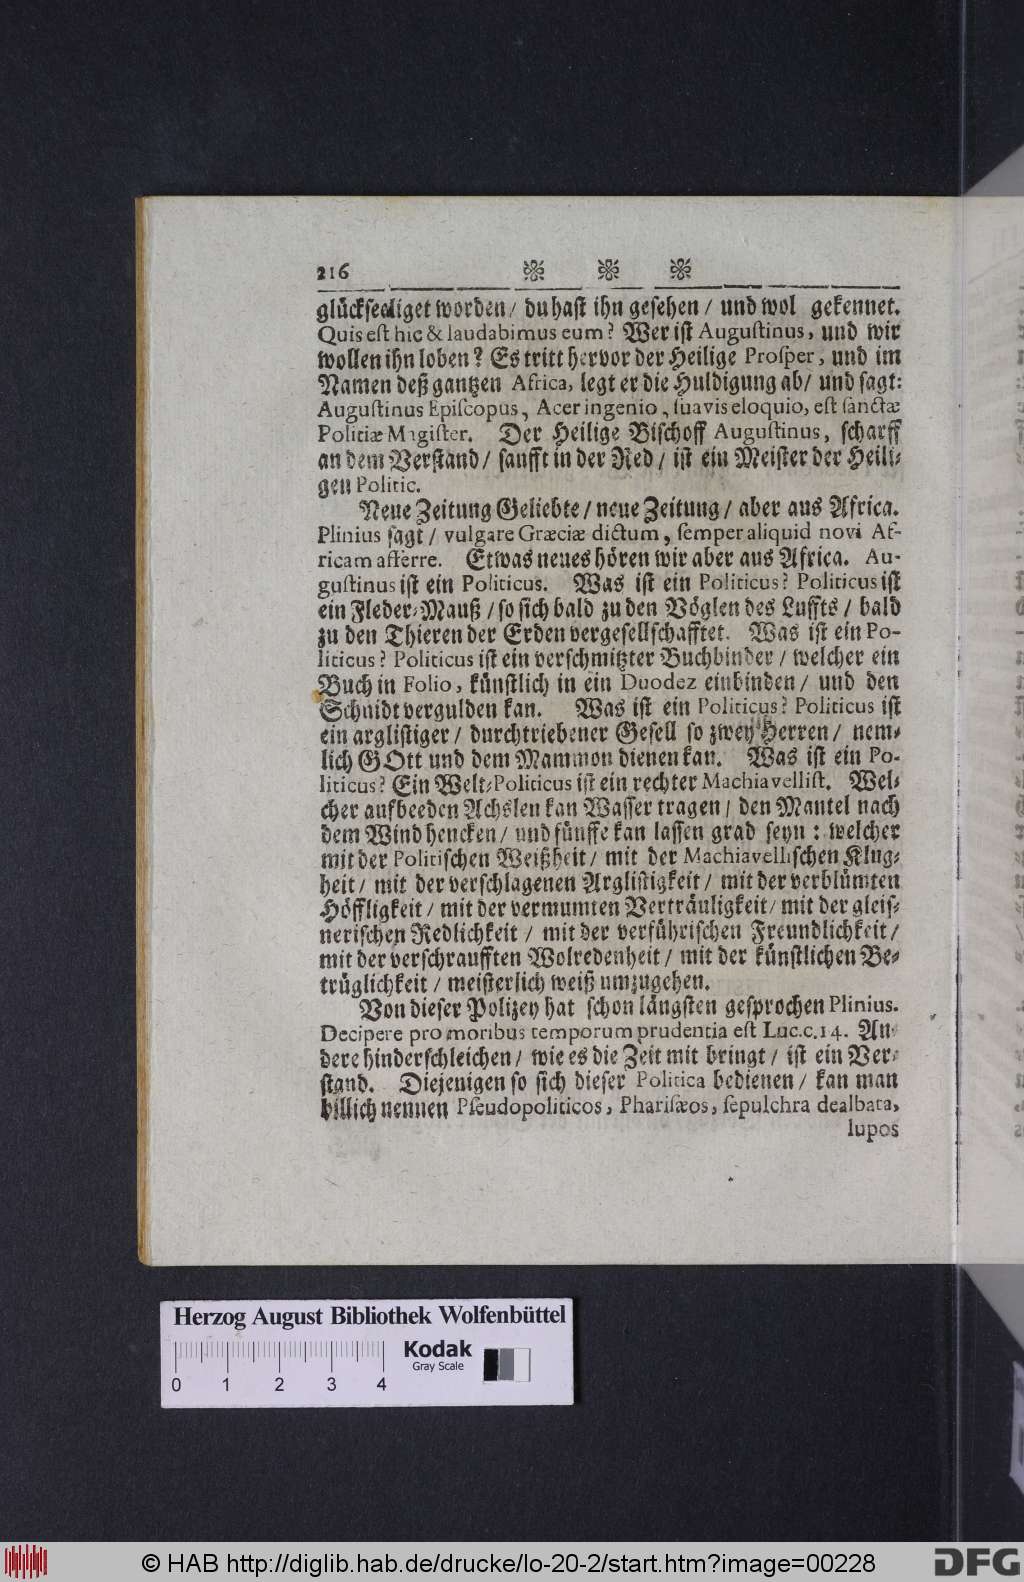 216
glückseeliget worden / du hast ihn gesehen / und wol gekennet.
Quis est hic & laudabimus eum? Wer ist Augustinus, und wir
wollen ihn loben? Es tritt hervor der Heilige Prosper, und im
Namen deß gantzen Africa, legt er die Huldigung ab / und sagt:
Augustinus Episcopus, Acer ingenio, suavis eloquio, est sanctæ
Politiæ Magister. Der Heilige Bischoff Augustinus, scharff
an dem Verstand / saufft in der Red / ist ein Meister der Heili-
gen Politic.
Neue Zeitung Geliebte / neue Zeitung / aber aus Africa.
Plinius sagt / vulgare Græciæ dictum, semper aliquid novi Af-
ricam afferre. Etwas neues hören wir aber aus Africa. Au-
gustinus ist ein Politicus. Was ist ein Politicus? Politicus ist
ein Fleder-Mauß / so sich bald zu den Vöglen des Luffts / bald
zu den Thieren der Erden vergesellschafftet. Was ist ein Po-
liticus? Politicus ist ein verschmitzter Buchbinder / welcher ein
Buch in Folio, künstlich in ein Duodez einbinden / und den
Schnidt vergulden kan. Was ist ein Politicus? Politicus ist
ein arglistiger / durchtriebener Gesell so zwey Herren / nem-
lich GOtt und dem Mammon dienen kan. Was ist ein Po-
liticus? Ein Welt-Politicus ist ein rechter Machiavellist. Wel-
cher auf beeden Achslen kan Wasser tragen / den Mantel nach
dem Wind hencken / und fünffe kan lassen grad seyn: welcher
mit der Politischen Weißheit / mit der Machiavellischen Klug-
heit / mit der verschlagenen Arglistigkeit / mit der verblümten
Höffligkeit / mit der vermumten Verträuligkeit / mit der gleis-
nerischen Redlichkeit / mit der verführischen Freundlichkeit /
mit der verschraufften Wolredenheit / mit der künstlichen Be-
trüglichkeit / meisterlich weiß umzugehen.
Von dieser Polizey hat schon längsten gesprochen Plinius.
Decipere pro moribus temporum prudentia est Luc. c. 14. An-
dere hinderschleichen / wie es die Zeit mit bringt / ist ein Ver-
stand. Diejenigen so sich dieser Politica bedienen / kan man
billich nennen Pseudopoliticos, Pharisæos, sepulchra dealbata,
lupos
Herzog August Bibliothek Wolfenbüttel
Kodak
Gray Scale
0 1 2 3 4
© HAB http://diglib.hab.de/drucke/lo-20-2/start.htm?image=00228
DFG